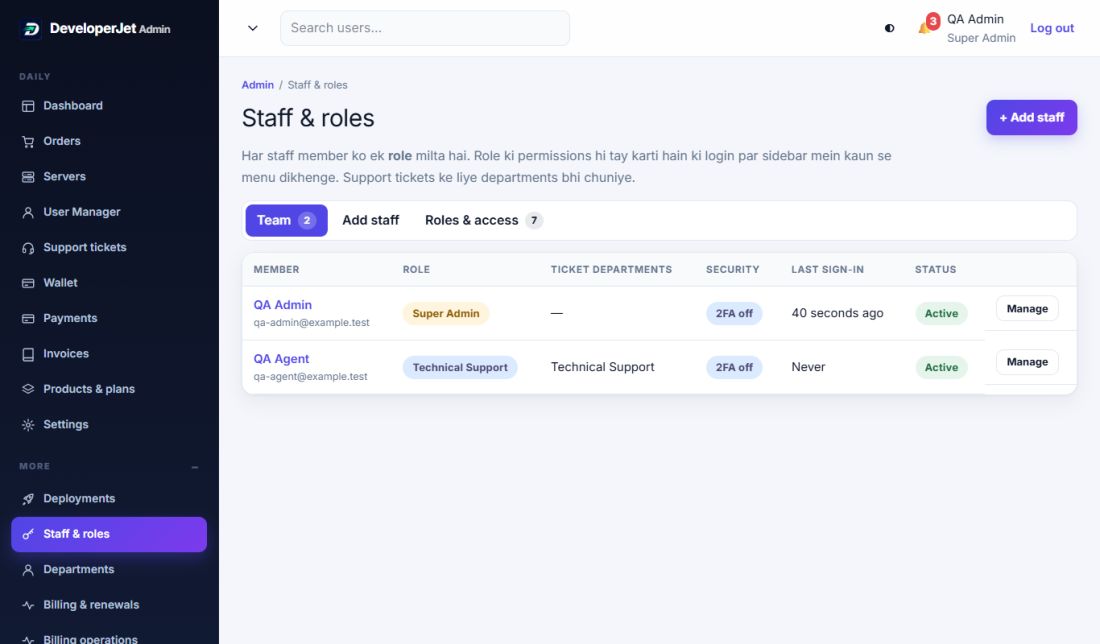 DeveloperJet Admin
DAILY
Dashboard
Orders
Servers
User Manager
Support tickets
Wallet
Payments
Invoices
Products & plans
Settings
MORE
Deployments
Staff & roles
Departments
Billing & renewals
Billing operations
Search users...
3
QA Admin
Super Admin
Log out
Admin / Staff & roles
Staff & roles
+ Add staff
Har staff member ko ek role milta hai. Role ki permissions hi tay karti hain ki login par sidebar mein kaun se
menu dikhenge. Support tickets ke liye departments bhi chuniye.
Team 2 Add staff Roles & access 7
MEMBER ROLE TICKET DEPARTMENTS SECURITY LAST SIGN-IN STATUS
QA Admin
qa-admin@example.test
Super Admin — 2FA off 40 seconds ago Active Manage
QA Agent
qa-agent@example.test
Technical Support Technical Support 2FA off Never Active Manage